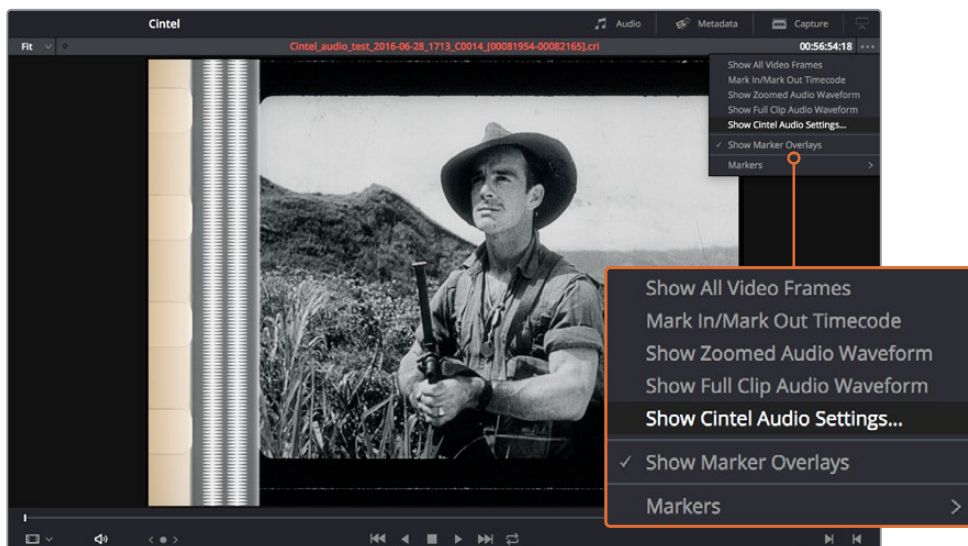 Cintel
Audio
Metadata
Capture
Fit
Cintel_audio_test_2016-06-28_1713_C0014_[00081954-00082165].crl
00:56:54:18
Show All Video Frames
Mark In/Mark Out Timecode
Show Zoomed Audio Waveform
Show Full Clip Audio Waveform
Show Cintel Audio Settings...
Show Marker Overlays
Markers
Show All Video Frames
Mark In/Mark Out Timecode
Show Zoomed Audio Waveform
Show Full Clip Audio Waveform
Show Cintel Audio Settings...
Show Marker Overlays
Markers